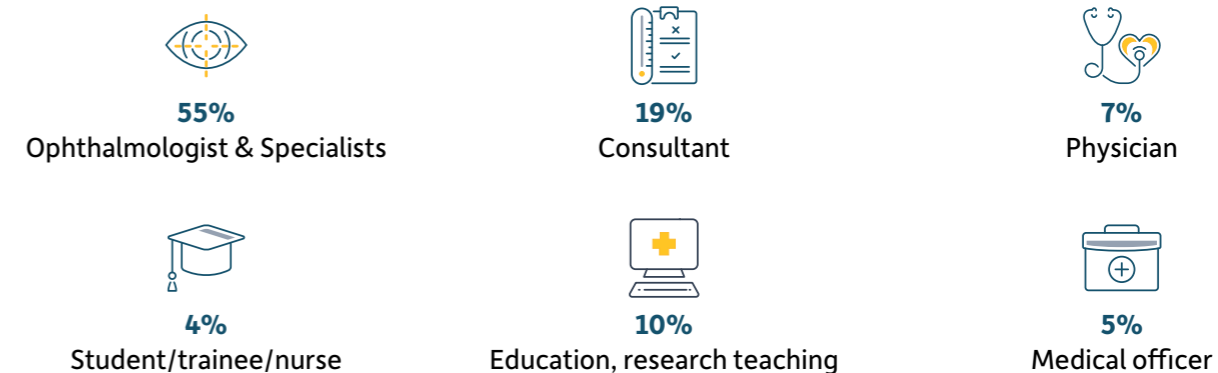 55%
Ophthalmologist & Specialists
19%
Consultant
7%
Physician
4%
Student/trainee/nurse
10%
Education, research teaching
5%
Medical officer